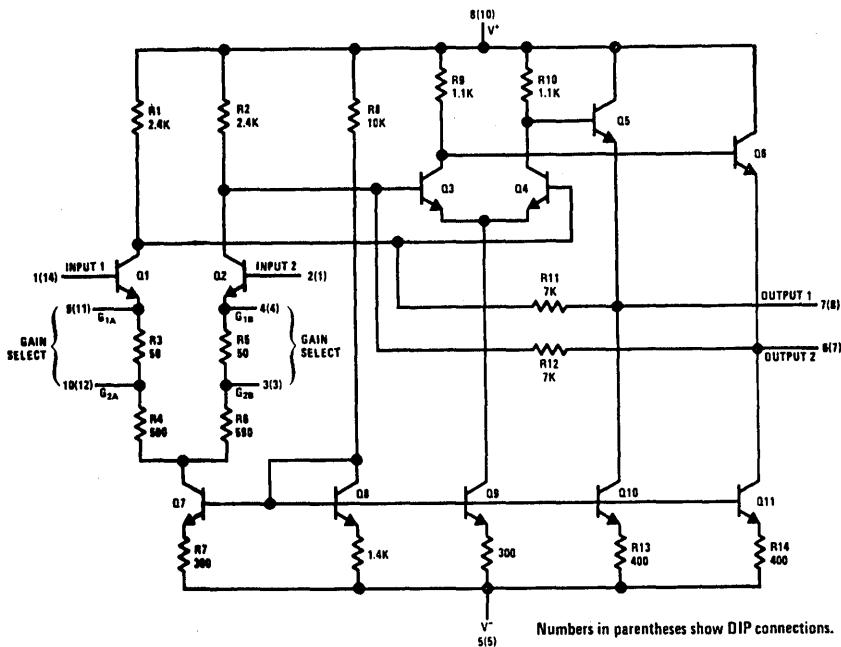 8(10)
V+
R1
2.4K
R2
2.4K
R8
10K
R9
1.1K
R10
1.1K
Q5
Q6
Q3
Q4
INPUT 1
1(14)
Q1
Q2
INPUT 2
2(1)
R11
7K
OUTPUT 1
7(8)
9(11)
G1A
4(4)
G1B
GAIN
SELECT
R3
50
R5
50
GAIN
SELECT
R12
7K
6(7)
OUTPUT 2
10(12)
G2A
3(3)
G2B
R4
590
R6
590
Q7
Q8
Q9
Q10
Q11
R7
300
1.4K
300
R13
400
R14
400
V-
5(5)
Numbers in parentheses show DIP connections.